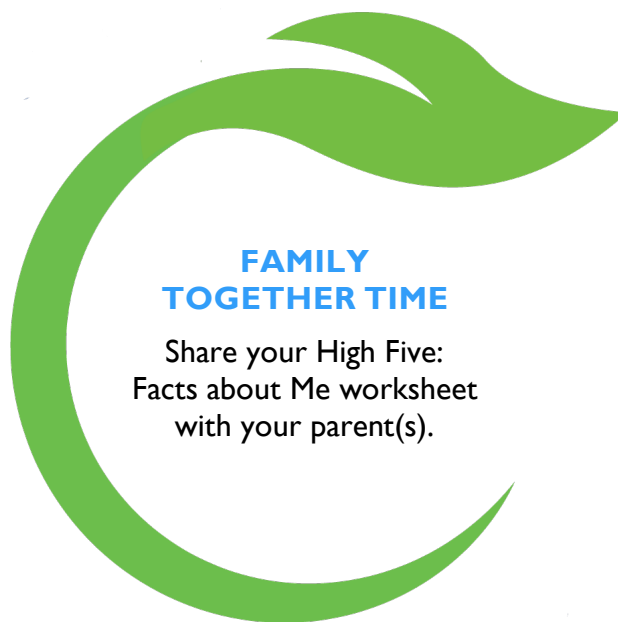 FAMILY
TOGETHER TIME
Share your High Five:
Facts about Me worksheet
with your parent(s).